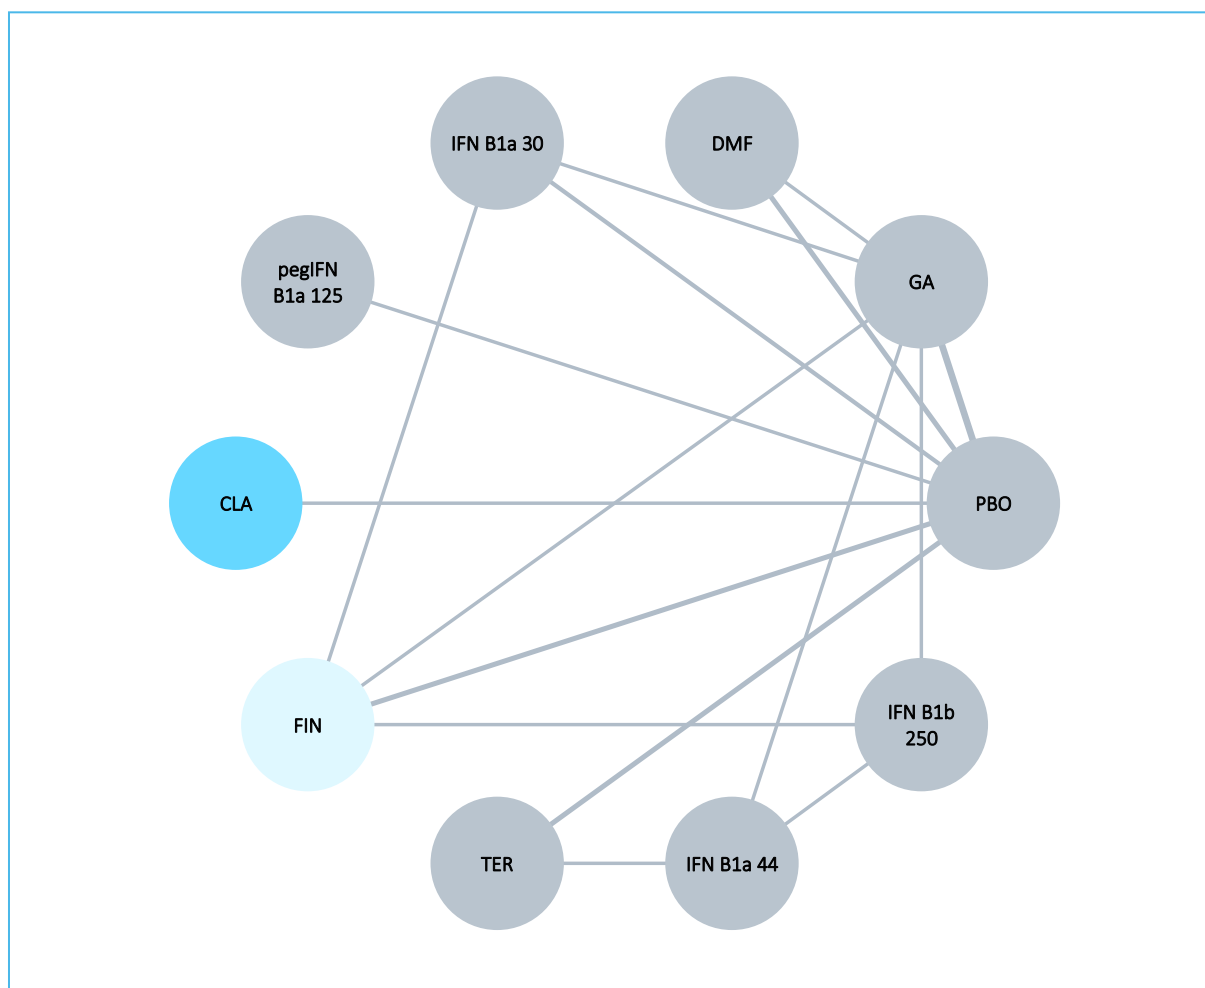 IFN B1a 30
DMF
pegIFN
B1a 125
GA
CLA
PBO
FIN
IFN B1b
250
TER
IFN B1a 44